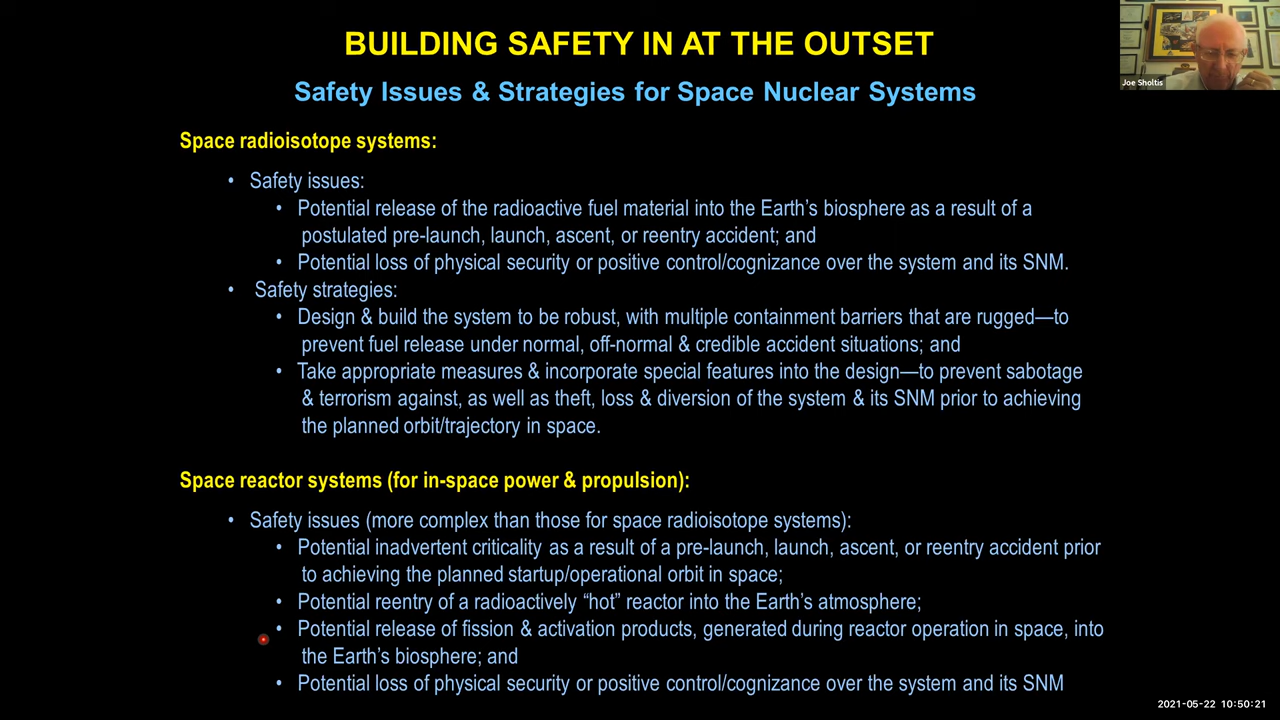 BUILDING SAFETY IN AT THE OUTSET
Joe Sholtis
Safety Issues & Strategies for Space Nuclear Systems
Space radioisotope systems:
• Safety issues:
• Potential release of the radioactive fuel material into the Earth's biosphere as a result of a
postulated pre-launch, launch, ascent, or reentry accident; and
• Potential loss of physical security or positive control/cognizance over the system and its SNM.
• Safety strategies:
• Design & build the system to be robust, with multiple containment barriers that are rugged—to
prevent fuel release under normal, off-normal & credible accident situations; and
• Take appropriate measures & incorporate special features into the design—to prevent sabotage
& terrorism against, as well as theft, loss & diversion of the system & its SNM prior to achieving
the planned orbit/trajectory in space.
Space reactor systems (for in-space power & propulsion):
• Safety issues (more complex than those for space radioisotope systems):
• Potential inadvertent criticality as a result of a pre-launch, launch, ascent, or reentry accident prior
to achieving the planned startup/operational orbit in space;
• Potential reentry of a radioactively “hot” reactor into the Earth's atmosphere;
• Potential release of fission & activation products, generated during reactor operation in space, into
the Earth's biosphere; and
• Potential loss of physical security or positive control/cognizance over the system and its SNM
2021-05-22 10:50:21